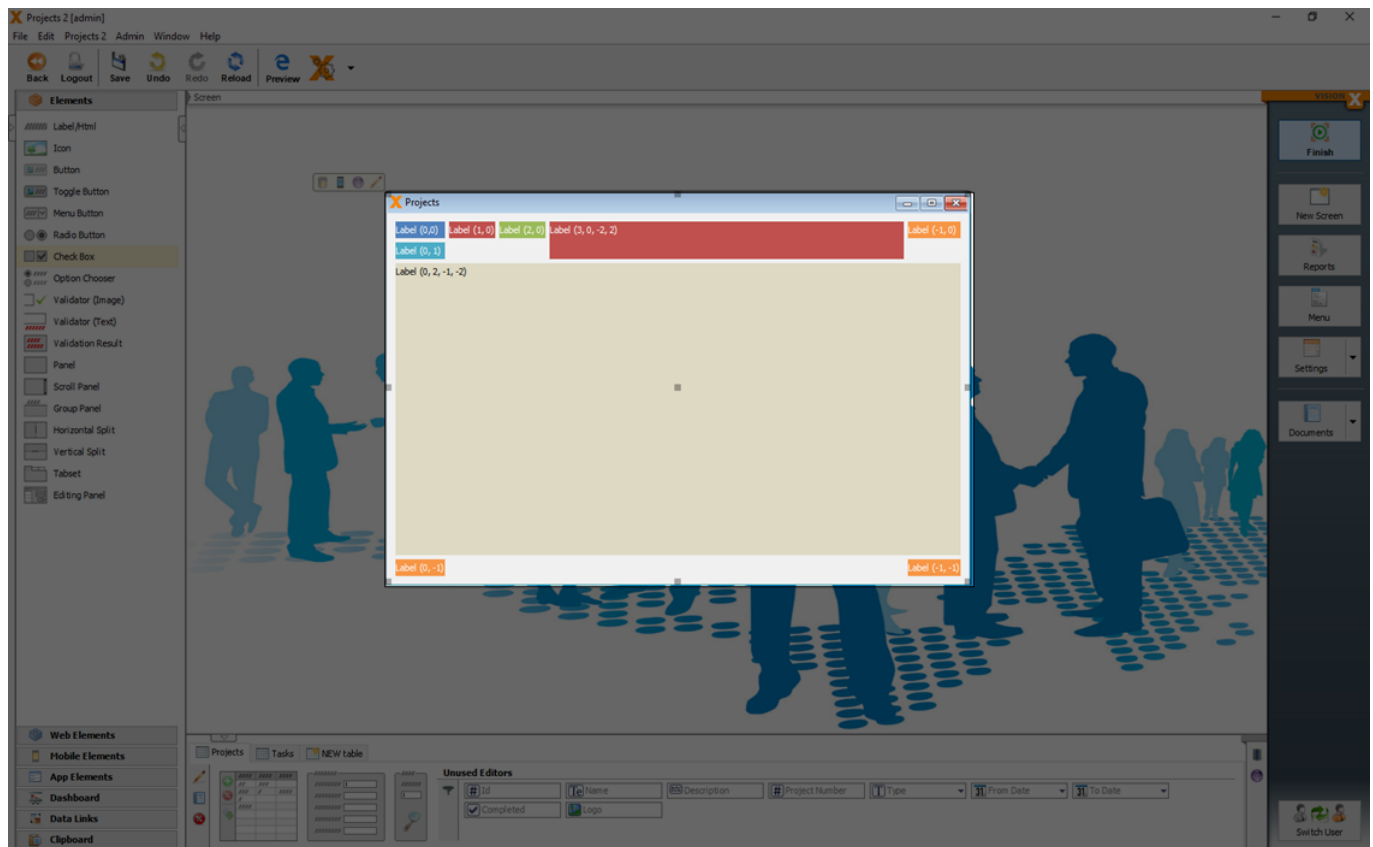 Projects 2 [admin]
File Edit Projects 2 Admin Window Help
Back Logout Save Undo Redo Reload Preview
Elements
Screen
VISION X
Label/Html
Icon
Button
Toggle Button
Menu Button
Radio Button
Check Box
Option Chooser
Validator (Image)
Validator (Text)
Validation Result
Panel
Scroll Panel
Group Panel
Horizontal Split
Vertical Split
Tabset
Editing Panel
Projects
Label (0,0) Label (1, 0) Label (2, 0) Label (3, 0, -2, 2) Label (-1, 0)
Label (0, 1)
Label (0, 2, -1, -2)
Label (0, -1) Label (-1, -1)
Finish
New Screen
Reports
Menu
Settings
Documents
Switch User
Web Elements
Mobile Elements
App Elements
Dashboard
Data Links
Clipboard
Projects Tasks NEW table
Unused Editors
# Id Te Name Description # Project Number T Type 31 From Date 31 To Date
Completed Logo